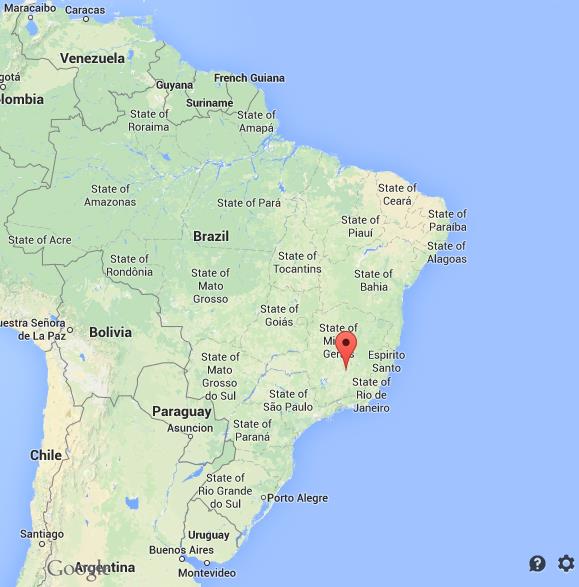 Maracaibo
Caracas
Venezuela
gotá
lombia
Guyana
French Guiana
Suriname
State of
Roraima
State of
Amapá
State of
Amazonas
State of Pará
State of
Ceará
State of
Piauí
State of
Paraíba
State of Acre
Brazil
State of
Alagoas
State of
Rondônia
State of
Mato
Grosso
State of
Tocantins
State of
Bahia
State of
Goiás
uestra Señora
de La Paz
Bolivia
State of
Espirito
Santo
State of
Mato
Grosso
do Sul
State of
Rio de
Janeiro
State of
São Paulo
Paraguay
Asuncion
State of
Paraná
Chile
State of
Rio Grande
do Sul
Porto Alegre
Santiago
Uruguay
Buenos Aires
Montevideo
Google
Argentina